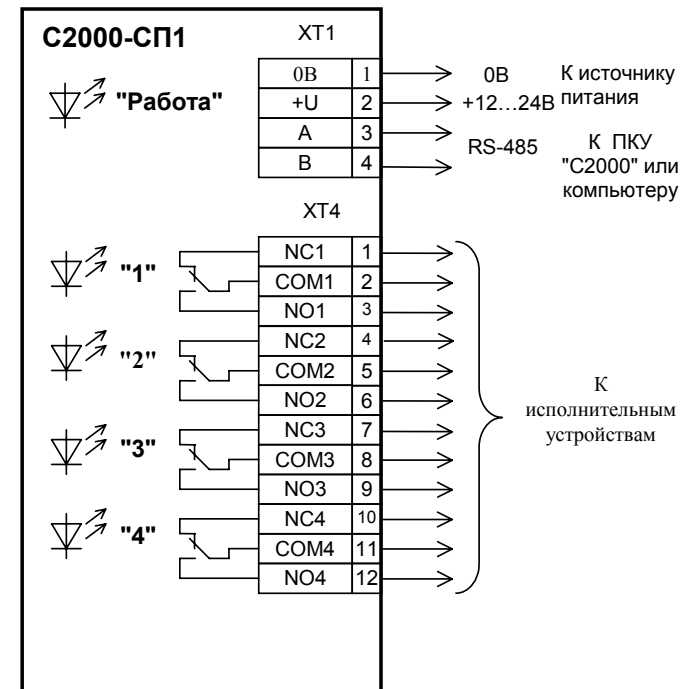 С2000-СП1
XT1
"Работа"
0В 1
+U 2
A 3
B 4
0В
+12...24В
К источнику
питания
RS-485
К ПКУ
"С2000" или
компьютеру
XT4
"1"
NC1 1
COM1 2
NO1 3
"2"
NC2 4
COM2 5
NO2 6
"3"
NC3 7
COM3 8
NO3 9
"4"
NC4 10
COM4 11
NO4 12
К
исполнительным
устройствам